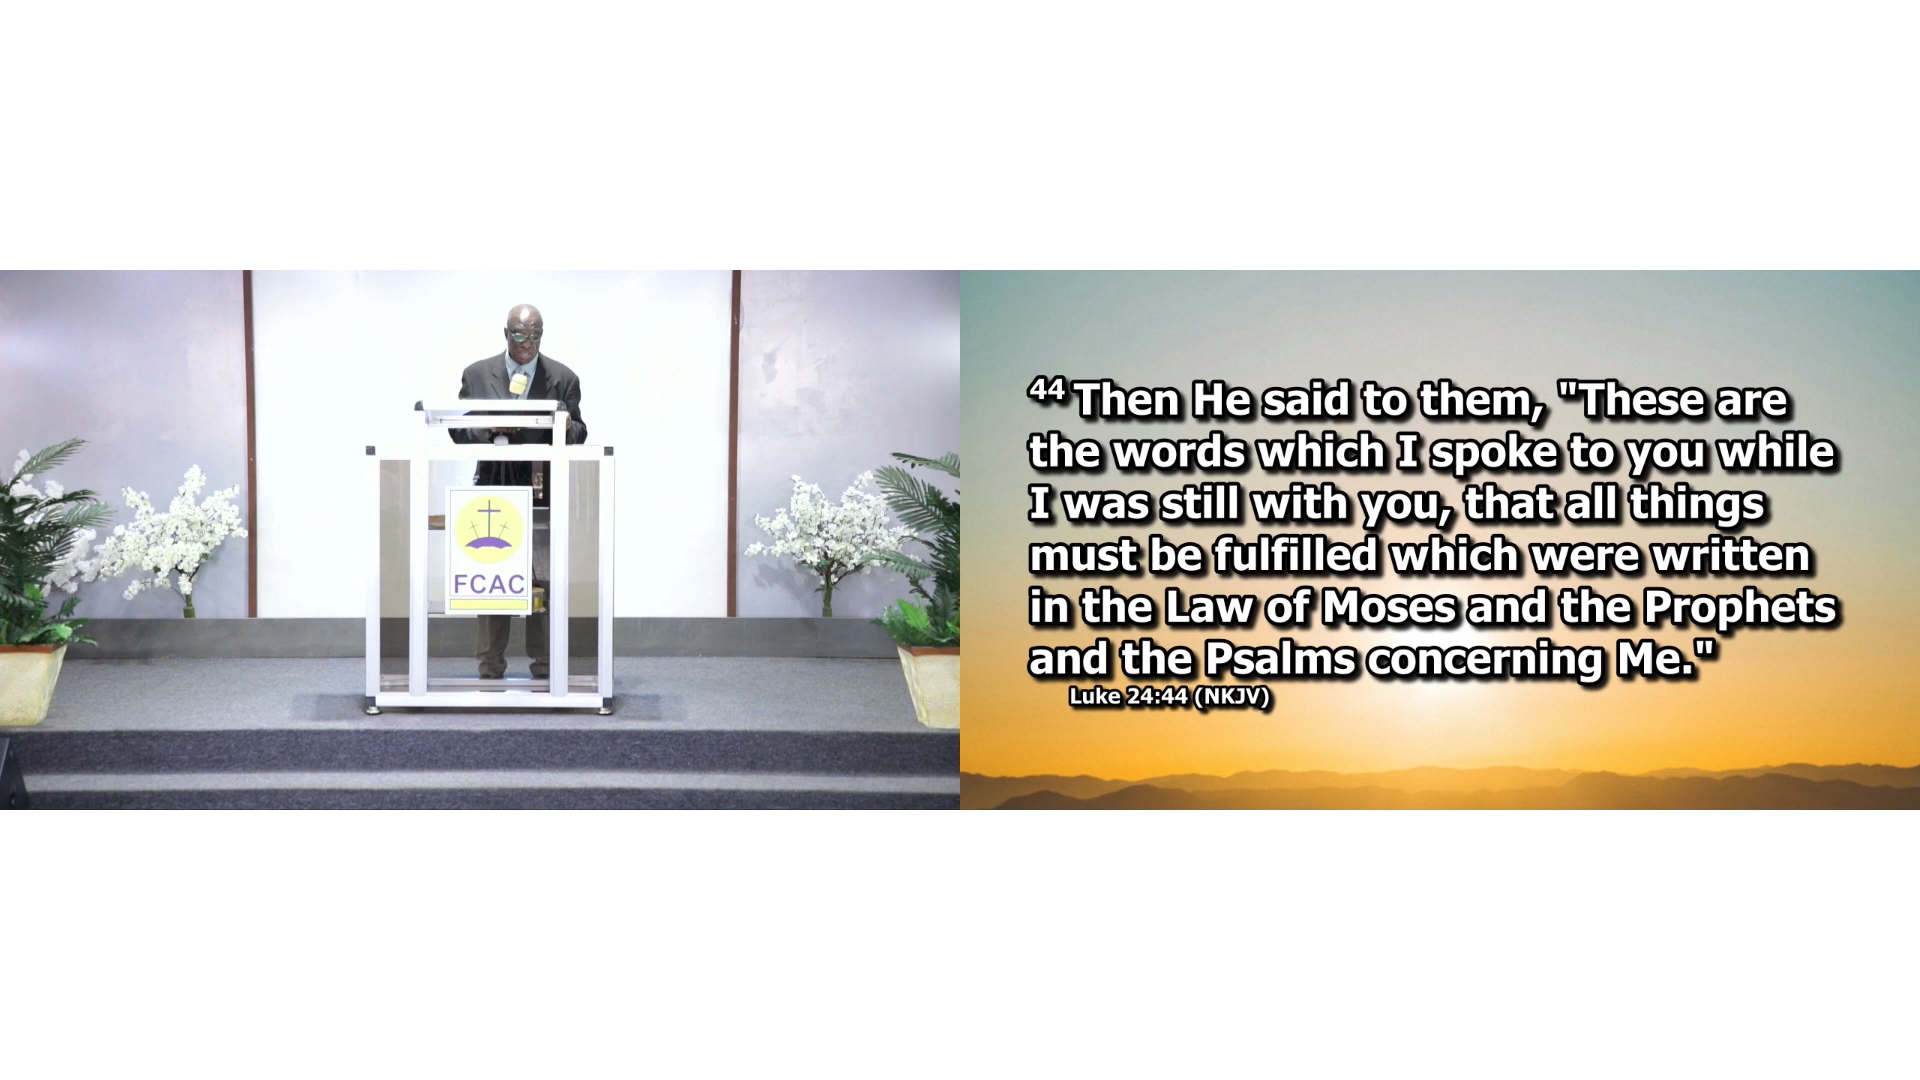 FCAC
44 Then He said to them, "These are
the words which I spoke to you while
I was still with you, that all things
must be fulfilled which were written
in the Law of Moses and the Prophets
and the Psalms concerning Me."
Luke 24:44 (NKJV)